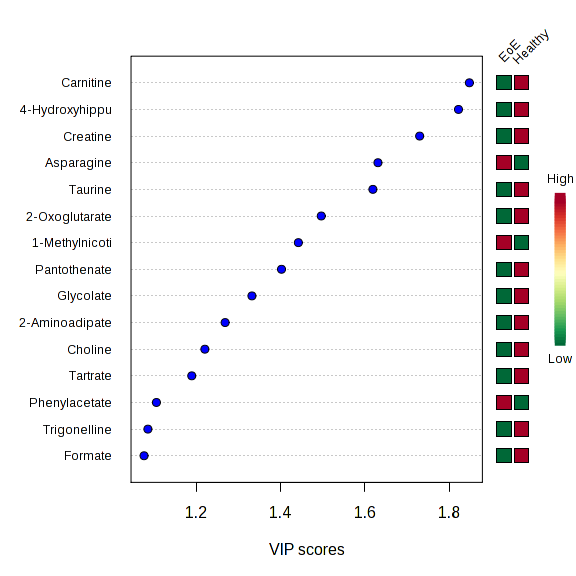 EoE
Healthy
Carnitine
4-Hydroxyhippu
Creatine
Asparagine
Taurine
2-Oxoglutarate
1-Methylnicoti
Pantothenate
Glycolate
2-Aminoadipate
Choline
Tartrate
Phenylacetate
Trigonelline
Formate
High
Low
1.2 1.4 1.6 1.8
VIP scores